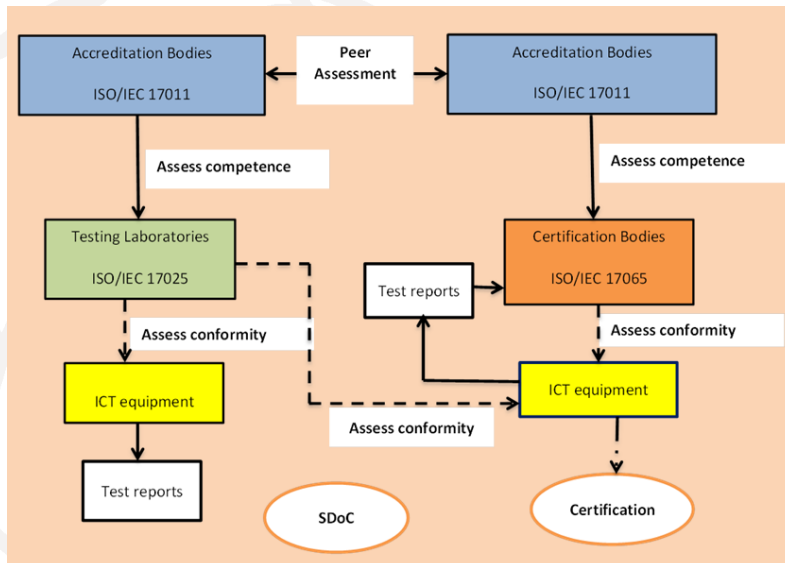 Accreditation Bodies
ISO/IEC 17011
Peer
Assessment
Accreditation Bodies
ISO/IEC 17011
Assess competence
Assess competence
Testing Laboratories
ISO/IEC 17025
Certification Bodies
ISO/IEC 17065
Test reports
Assess conformity
Assess conformity
ICT equipment
ICT equipment
Assess conformity
Test reports
SDoC
Certification